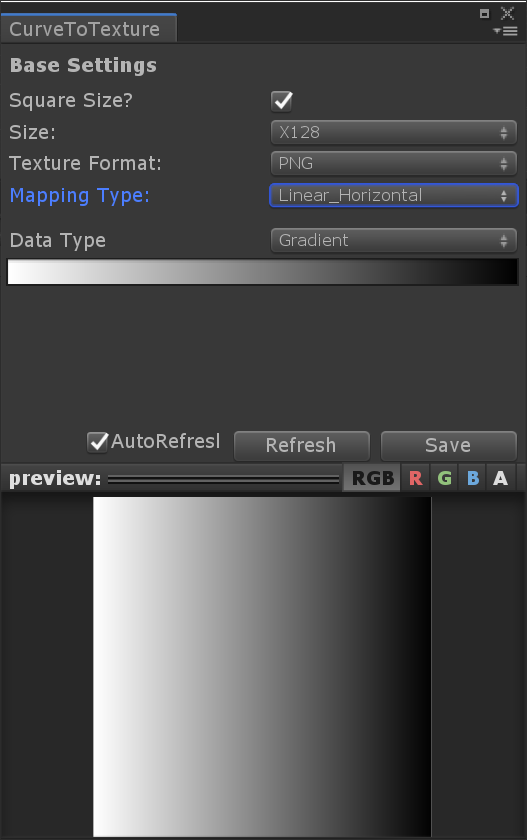 CurveToTexture
Base Settings
Square Size?
Size: X128
Texture Format: PNG
Mapping Type: Linear_Horizontal
Data Type Gradient
AutoRefresl Refresh Save
preview: RGB R G B A